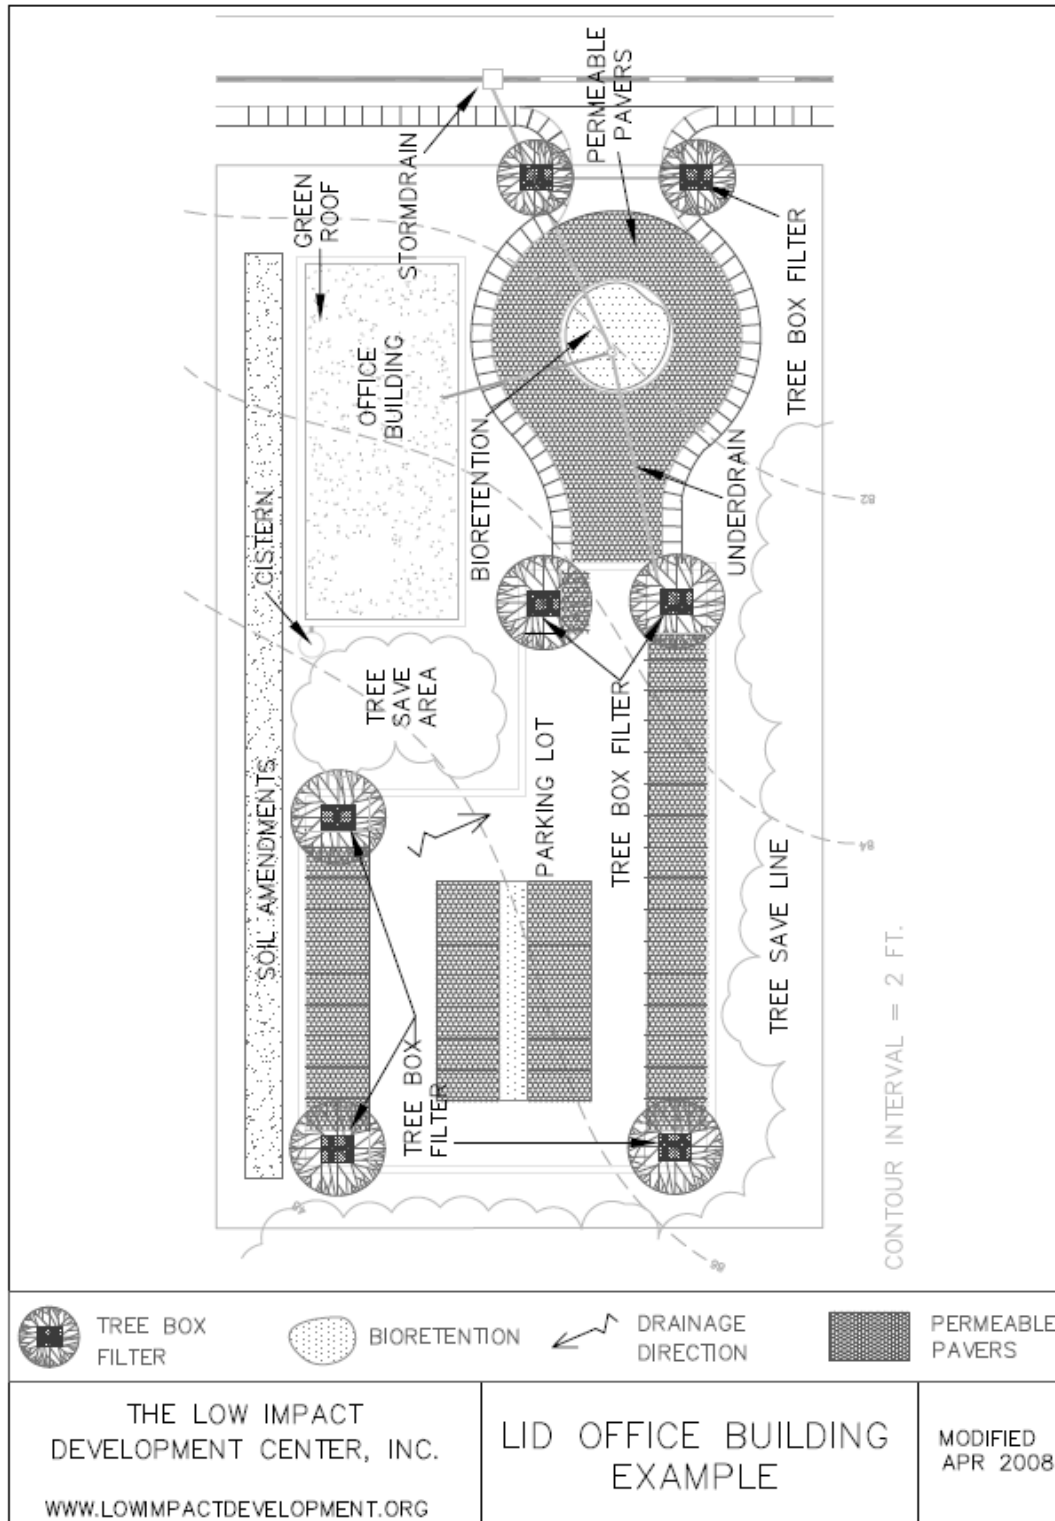 PERMEABLE
PAVERS
STORMDRAIN
GREEN
ROOF
TREE BOX FILTER
OFFICE
BUILDING
BIORETENTION
UNDERDRAIN
CISTERN
82
TREE
SAVE
AREA
TREE BOX FILTER
PARKING LOT
SOIL AMENDMENTS
84
TREE SAVE LINE
TREE BOX
FILTER
CONTOUR INTERVAL = 2 FT.
86
TREE BOX
FILTER
BIORETENTION
DRAINAGE
DIRECTION
PERMEABLE
PAVERS
THE LOW IMPACT
DEVELOPMENT CENTER, INC.
WWW.LOWIMPACTDEVELOPMENT.ORG
LID OFFICE BUILDING
EXAMPLE
MODIFIED
APR 2008